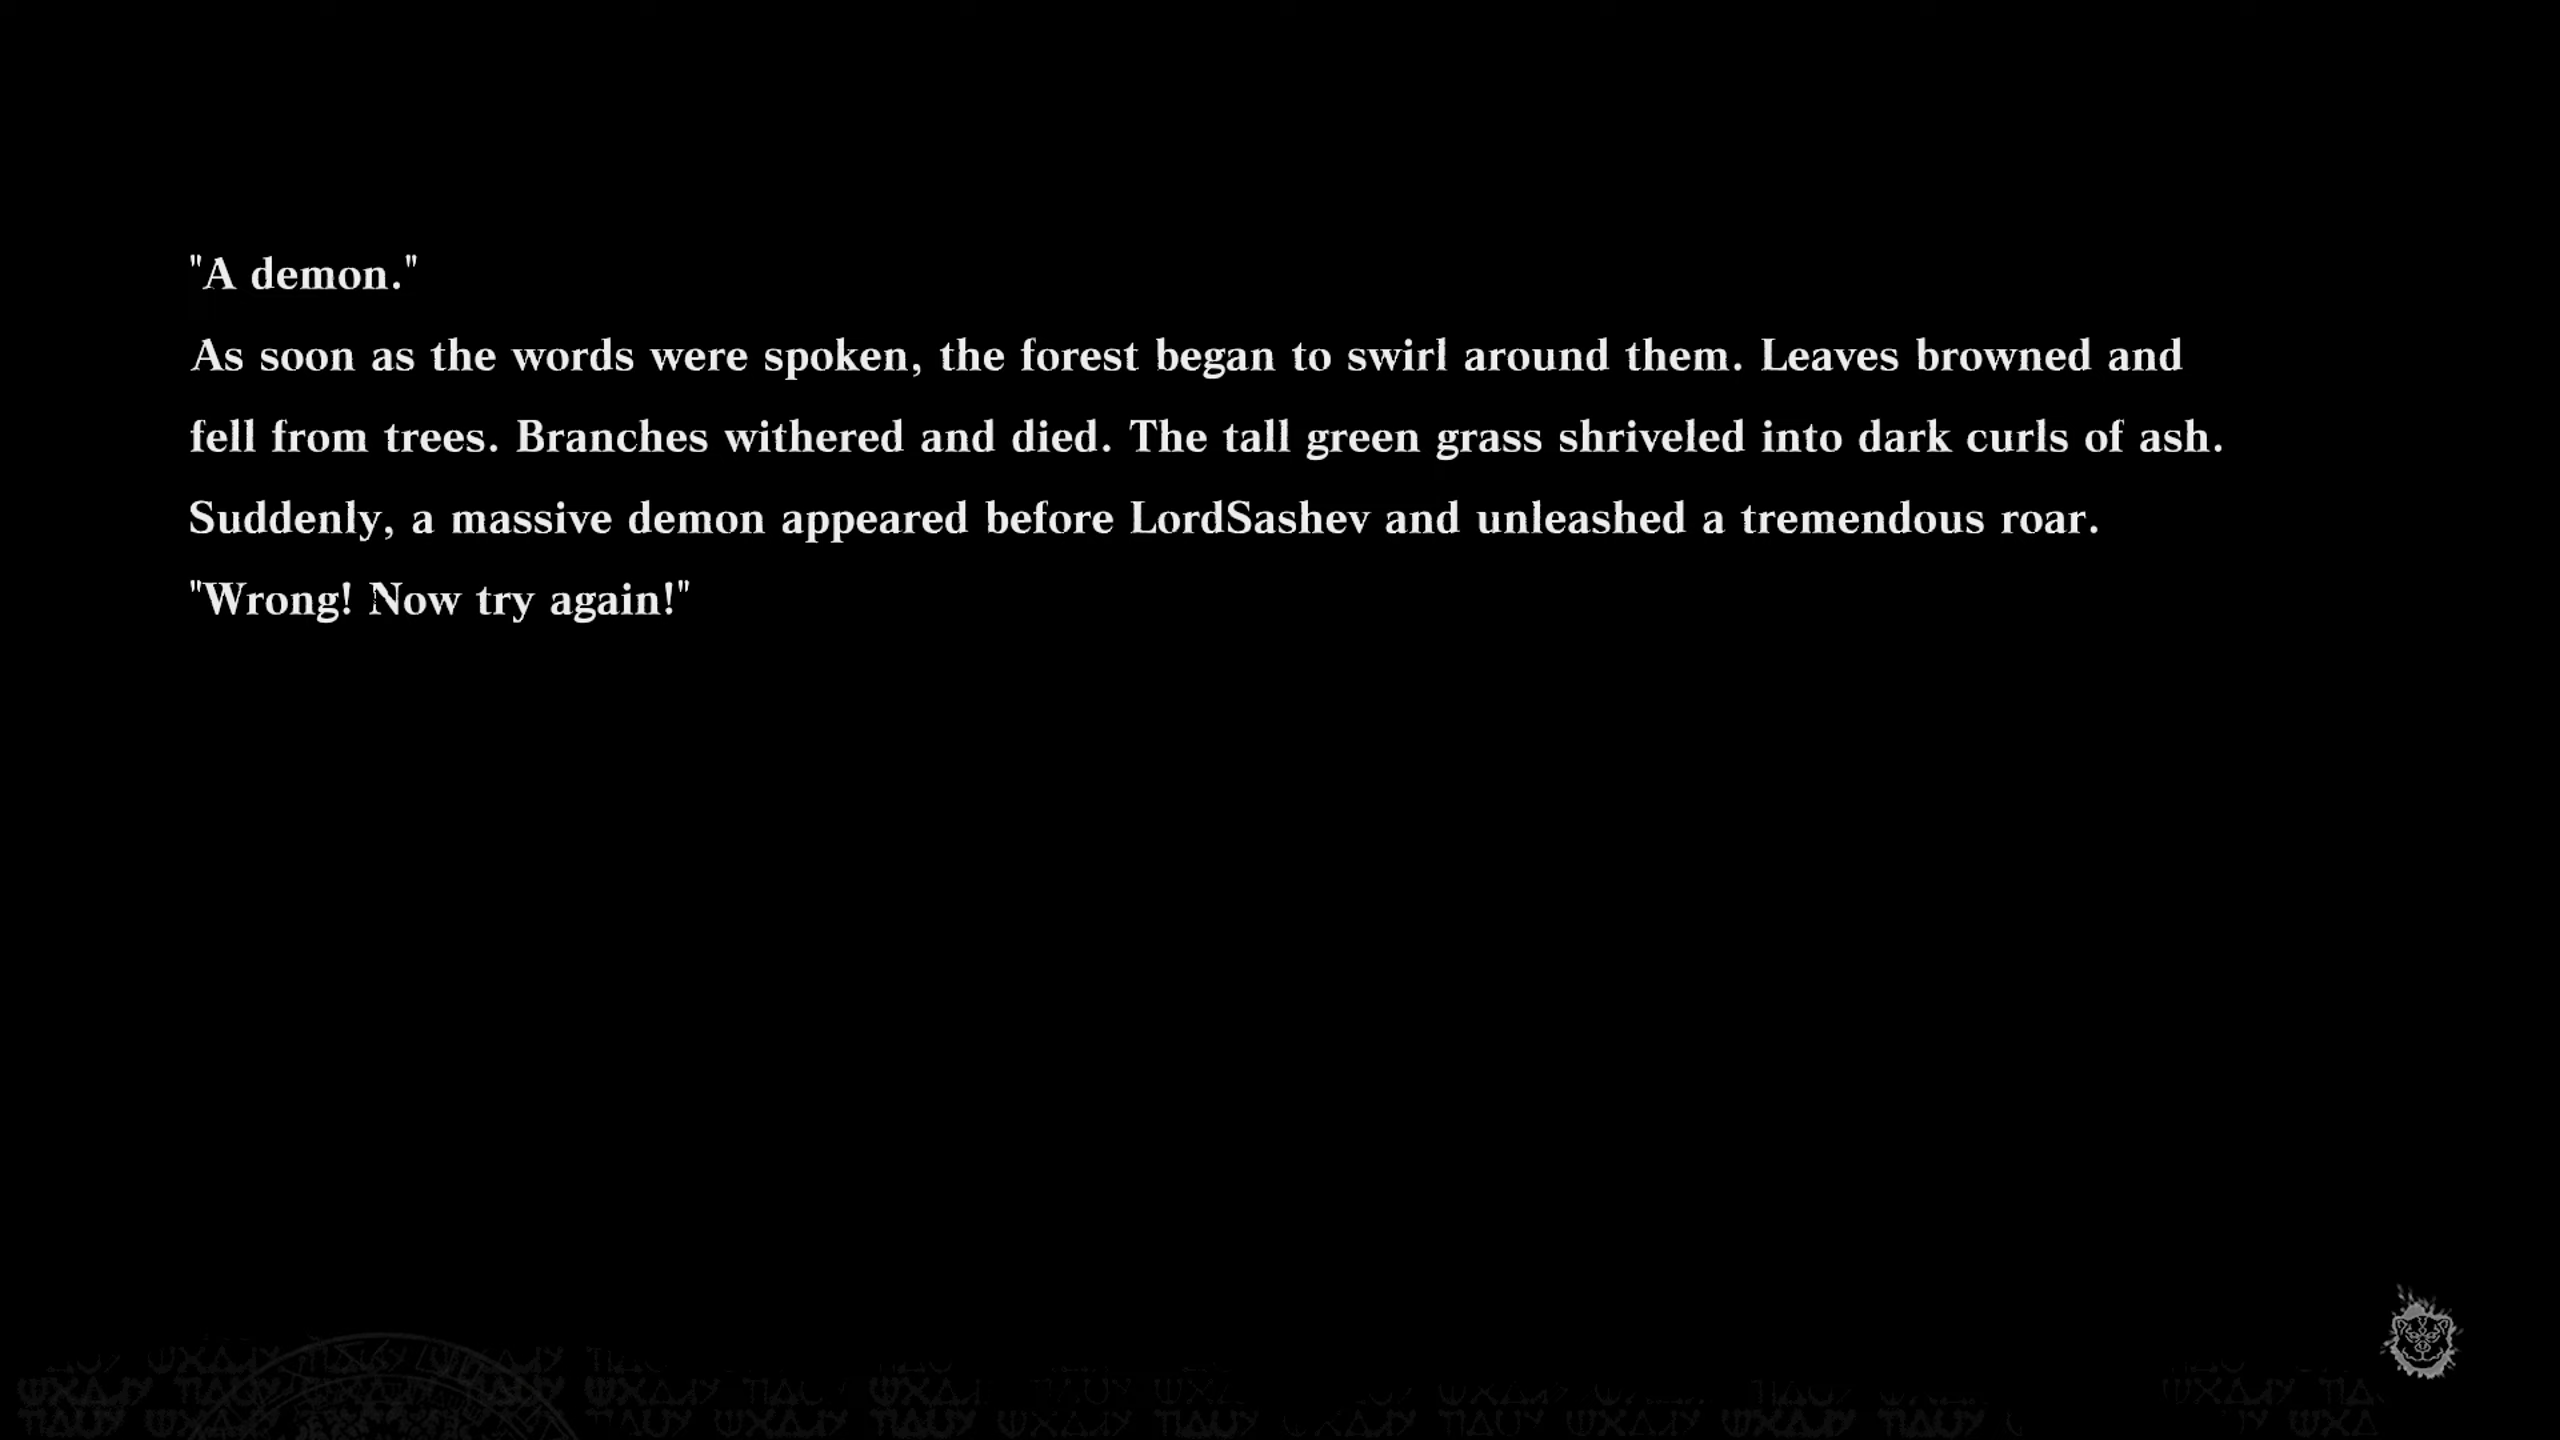 "A demon."
As soon as the words were spoken, the forest began to swirl around them. Leaves browned and
fell from trees. Branches withered and died. The tall green grass shriveled into dark curls of ash.
Suddenly, a massive demon appeared before LordSashev and unleashed a tremendous roar.
"Wrong! Now try again!"